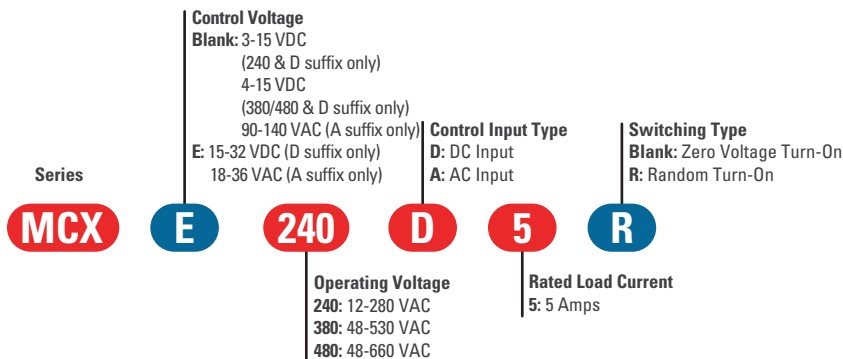 Control Voltage
Blank: 3-15 VDC
(240 & D suffix only)
4-15 VDC
(380/480 & D suffix only)
90-140 VAC (A suffix only)
E: 15-32 VDC (D suffix only)
18-36 VAC (A suffix only)
Control Input Type
D: DC Input
A: AC Input
Switching Type
Blank: Zero Voltage Turn-On
R: Random Turn-On
Series
MCX E 240 D 5 R
Operating Voltage
240: 12-280 VAC
380: 48-530 VAC
480: 48-660 VAC
Rated Load Current
5: 5 Amps